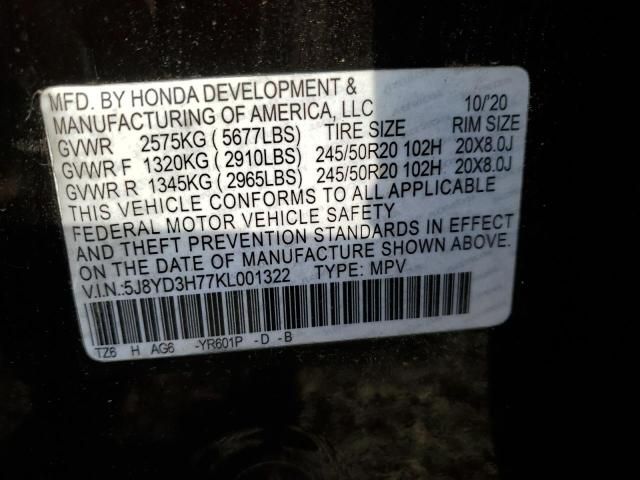 MFD. BY HONDA DEVELOPMENT &
MANUFACTURING OF AMERICA, LLC 10/'20
GVWR 2575KG ( 5677LBS) TIRE SIZE RIM SIZE
GVWR F 1320KG ( 2910LBS) 245/50R20 102H 20X8.0J
GVWR R 1345KG ( 2965LBS) 245/50R20 102H 20X8.0J
THIS VEHICLE CONFORMS TO ALL APPLICABLE
FEDERAL MOTOR VEHICLE SAFETY
AND THEFT PREVENTION STANDARDS IN EFFECT
ON THE DATE OF MANUFACTURE SHOWN ABOVE.
V.I.N.:5J8YD3H77KL001322 TYPE: MPV
TZ6 H AG6 -YR601P -D -B